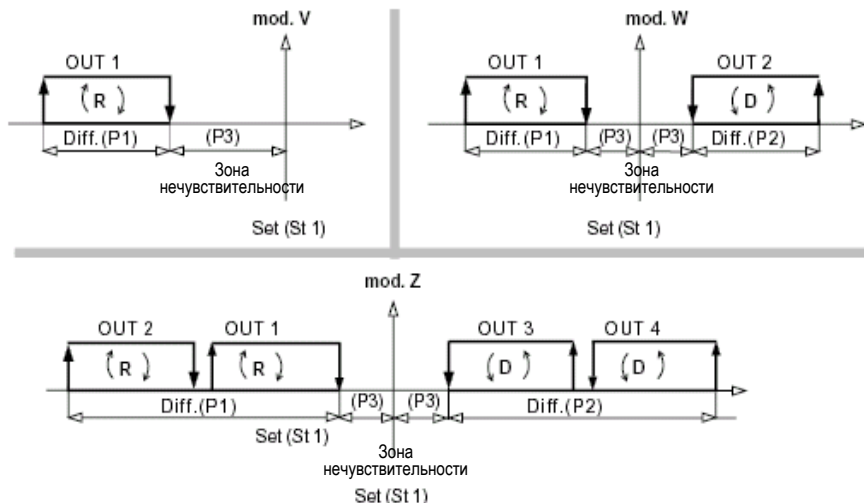 mod. V
OUT 1
R
Diff.(P1)
(P3)
Зона
нечувствительности
Set (St 1)
mod. W
OUT 1
OUT 2
R
D
Diff.(P1)
(P3)
(P3)
Diff.(P2)
Зона
нечувствительности
Set (St 1)
mod. Z
OUT 2
OUT 1
OUT 3
OUT 4
R
R
D
D
Diff.(P1)
(P3)
(P3)
Diff.(P2)
Set (St 1)
Зона
нечувствительности
Set (St 1)